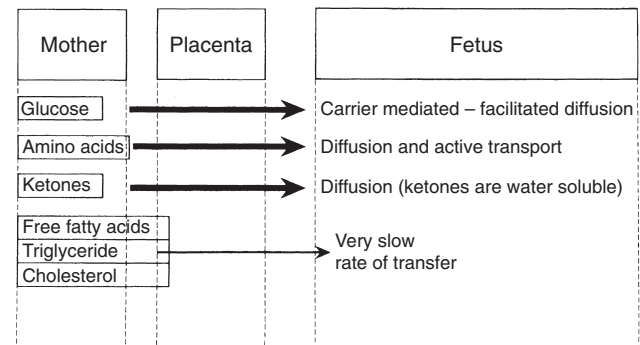 Mother Placenta Fetus
Glucose Carrier mediated – facilitated diffusion
Amino acids Diffusion and active transport
Ketones Diffusion (ketones are water soluble)
Free fatty acids
Triglyceride
Cholesterol
Very slow
rate of transfer